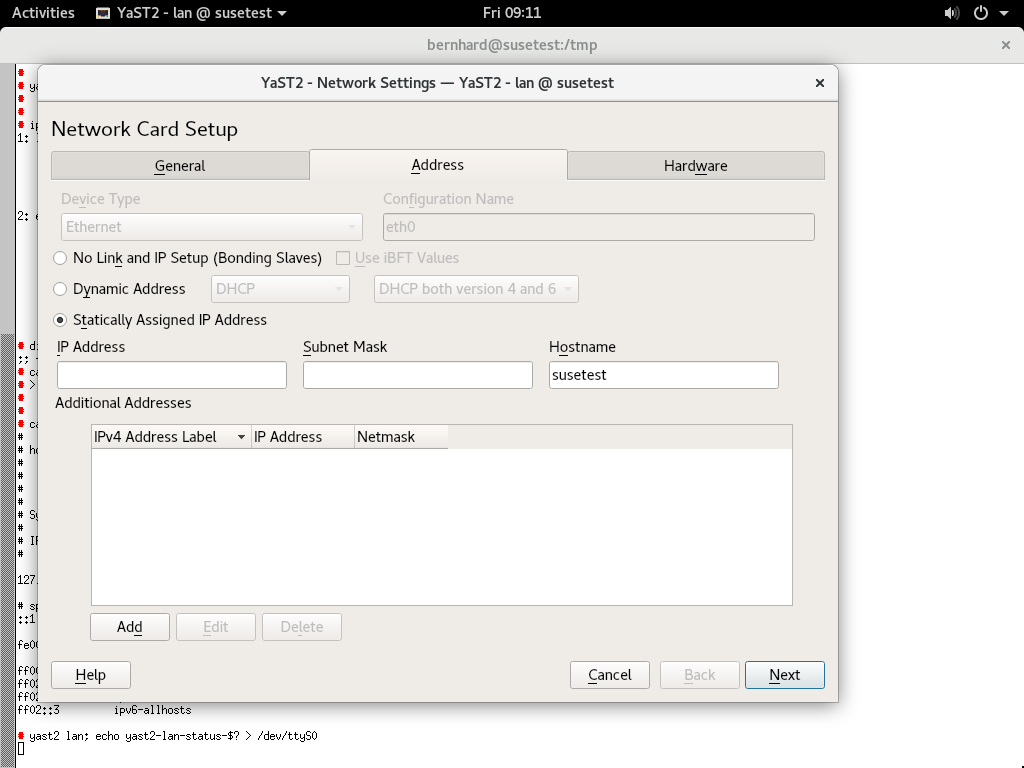 Activities YaST2 - lan @ susetest Fri 09:11
bernhard@susetest:/tmp
YaST2 - Network Settings — YaST2 - lan @ susetest
Network Card Setup
General Address Hardware
Device Type Configuration Name
Ethernet eth0
No Link and IP Setup (Bonding Slaves) Use iBFT Values
Dynamic Address DHCP DHCP both version 4 and 6
Statically Assigned IP Address
IP Address Subnet Mask Hostname
susetest
Additional Addresses
IPv4 Address Label IP Address Netmask
Add Edit Delete
Help Cancel Back Next
1:
2:
#
#
#
#
#
#
#
#
127.
#
::1
ff02::3 ipv6-allhosts
# yast2 lan; echo yast2-lan-status-$? > /dev/ttyS0